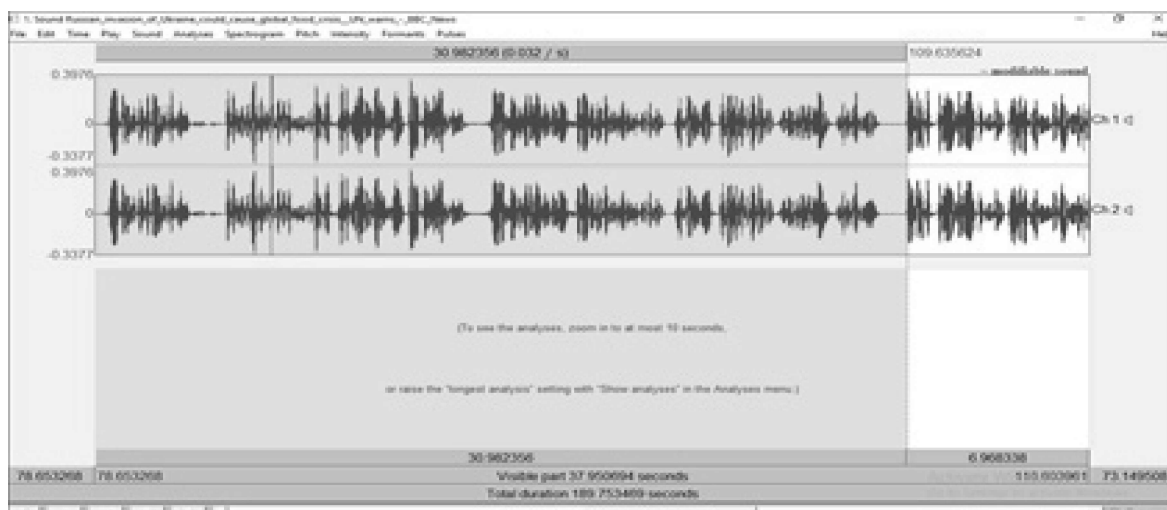 1. Sound Russian_invasion_of_Ukraine_could_cause_global_food_crisis,_UN_warns_-_BBC_News
File Edit Time Play Sound Analyses Spectrogram Pitch Intensity Formants Pulses Help
30.982356 (0.032 / s) 109.635624
0.3976 ~ modifiable sound
0 Ch 1
-0.3377
0.3976
0 Ch 2
-0.3377
(To see the analyses, zoom in to at most 10 seconds,
or raise the "longest analysis" setting with "Show analyses" in the Analyses menu.)
30.982356 6.968338
78.653268 78.653268 Visible part 37.950694 seconds 116.603961 73.149508
Total duration 189.753469 seconds